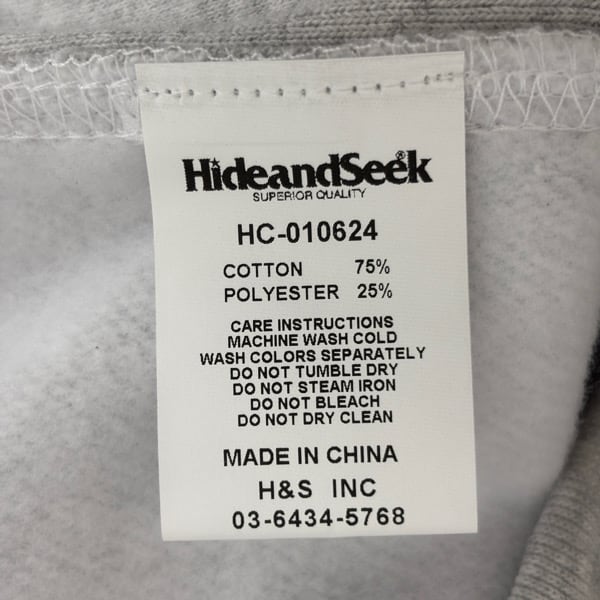 HideandSeek
SUPERIOR QUALITY
HC-010624
COTTON 75%
POLYESTER 25%
CARE INSTRUCTIONS
MACHINE WASH COLD
WASH COLORS SEPARATELY
DO NOT TUMBLE DRY
DO NOT STEAM IRON
DO NOT BLEACH
DO NOT DRY CLEAN
MADE IN CHINA
H&S INC
03-6434-5768